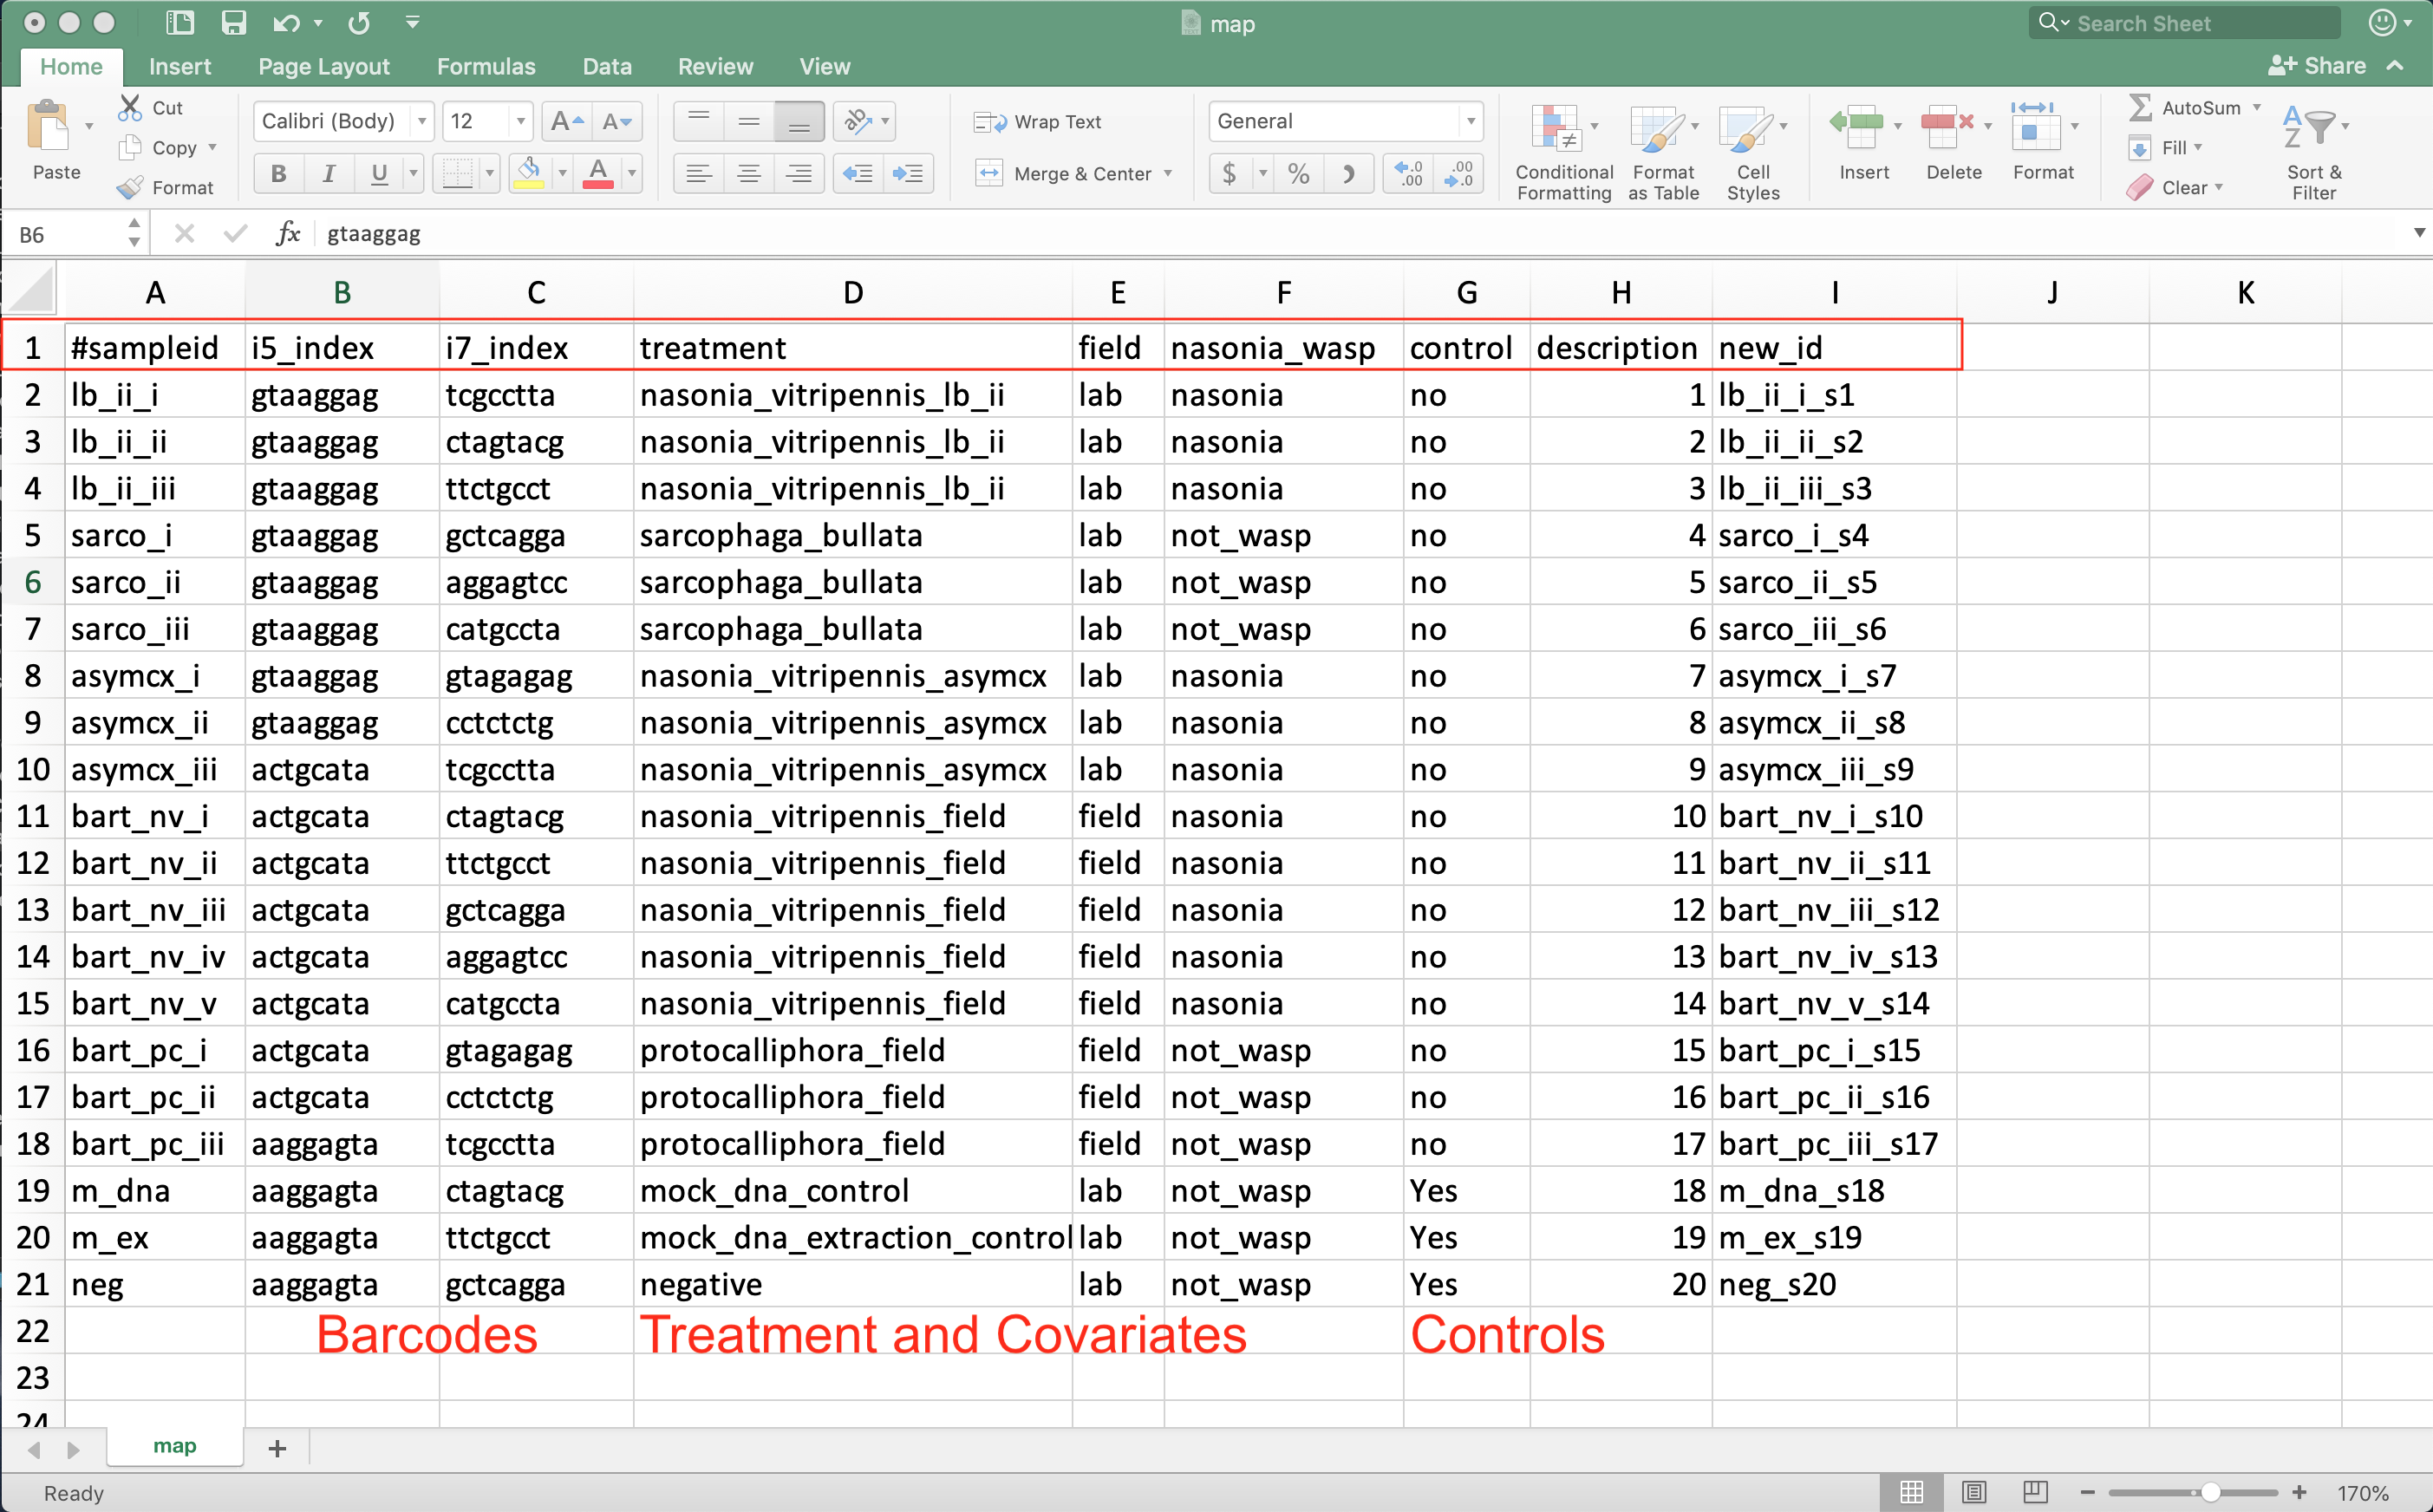 map
Search Sheet
Home Insert Page Layout Formulas Data Review View Share
Paste
Cut
Copy
Format
Calibri (Body) 12
A A
B I U A
Wrap Text
Merge & Center
General
$ % .0 .00 .00 .0
Conditional Formatting
Format as Table
Cell Styles
Insert
Delete
Format
AutoSum
Fill
Clear
Sort & Filter
B6 fx gtaaggag
A B C D E F G H I J K
1 #sampleid i5_index i7_index treatment field nasonia_wasp control description new_id
2 lb_ii_i gtaaggag tcgcctta nasonia_vitripennis_lb_ii lab nasonia no 1 lb_ii_i_s1
3 lb_ii_ii gtaaggag ctagtacg nasonia_vitripennis_lb_ii lab nasonia no 2 lb_ii_ii_s2
4 lb_ii_iii gtaaggag ttctgcct nasonia_vitripennis_lb_ii lab nasonia no 3 lb_ii_iii_s3
5 sarco_i gtaaggag gctcagga sarcophaga_bullata lab not_wasp no 4 sarco_i_s4
6 sarco_ii gtaaggag aggagtcc sarcophaga_bullata lab not_wasp no 5 sarco_ii_s5
7 sarco_iii gtaaggag catgccta sarcophaga_bullata lab not_wasp no 6 sarco_iii_s6
8 asymcx_i gtaaggag gtagagag nasonia_vitripennis_asymcx lab nasonia no 7 asymcx_i_s7
9 asymcx_ii gtaaggag cctctctg nasonia_vitripennis_asymcx lab nasonia no 8 asymcx_ii_s8
10 asymcx_iii actgcata tcgcctta nasonia_vitripennis_asymcx lab nasonia no 9 asymcx_iii_s9
11 bart_nv_i actgcata ctagtacg nasonia_vitripennis_field field nasonia no 10 bart_nv_i_s10
12 bart_nv_ii actgcata ttctgcct nasonia_vitripennis_field field nasonia no 11 bart_nv_ii_s11
13 bart_nv_iii actgcata gctcagga nasonia_vitripennis_field field nasonia no 12 bart_nv_iii_s12
14 bart_nv_iv actgcata aggagtcc nasonia_vitripennis_field field nasonia no 13 bart_nv_iv_s13
15 bart_nv_v actgcata catgccta nasonia_vitripennis_field field nasonia no 14 bart_nv_v_s14
16 bart_pc_i actgcata gtagagag protocalliphora_field field not_wasp no 15 bart_pc_i_s15
17 bart_pc_ii actgcata cctctctg protocalliphora_field field not_wasp no 16 bart_pc_ii_s16
18 bart_pc_iii aaggagta tcgcctta protocalliphora_field field not_wasp no 17 bart_pc_iii_s17
19 m_dna aaggagta ctagtacg mock_dna_control lab not_wasp Yes 18 m_dna_s18
20 m_ex aaggagta ttctgcct mock_dna_extraction_control lab not_wasp Yes 19 m_ex_s19
21 neg aaggagta gctcagga negative lab not_wasp Yes 20 neg_s20
22 Barcodes Treatment and Covariates Controls
23
24
map +
Ready 170%